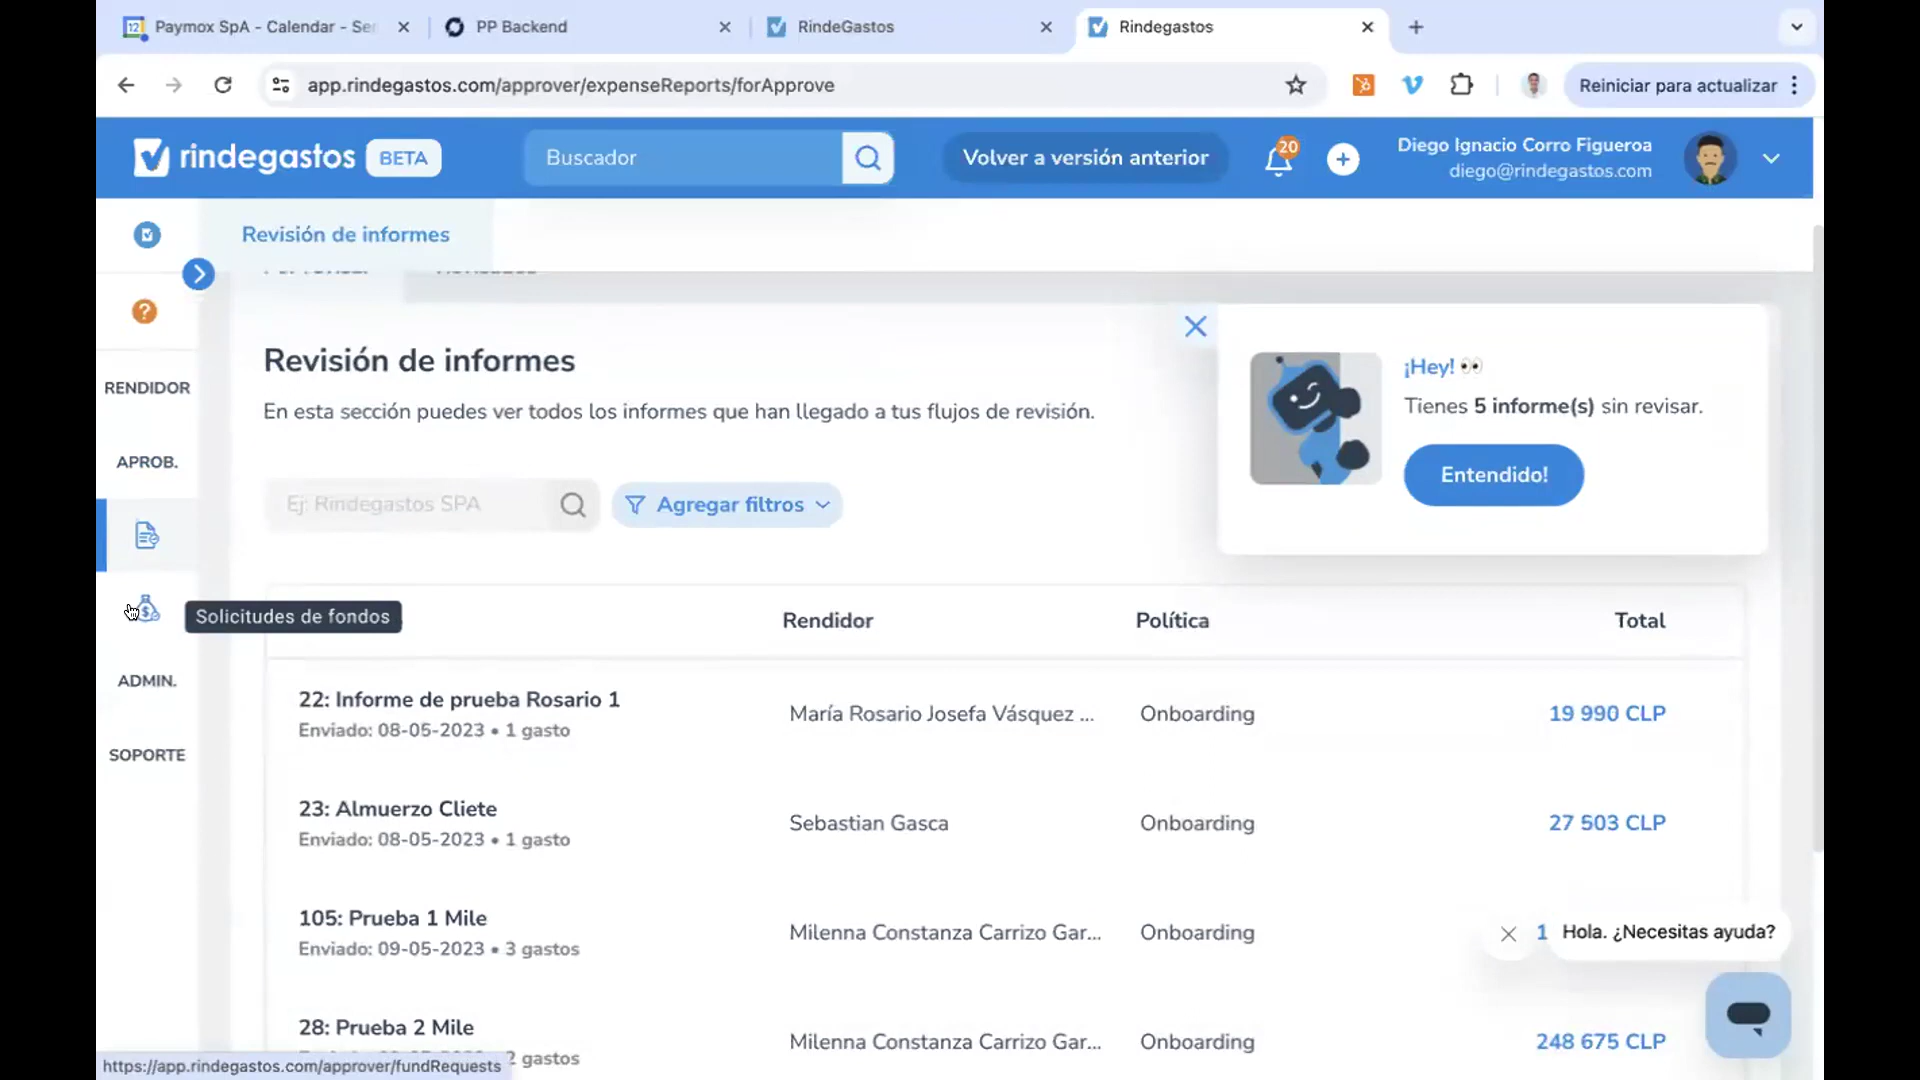 Paymox SpA - Calendar - Se
PP Backend
RindeGastos
Rindegastos
app.rindegastos.com/approver/expenseReports/forApprove
Reiniciar para actualizar
rindegastos
BETA
Buscador
Volver a versión anterior
20
Diego Ignacio Corro Figueroa
diego@rindegastos.com
Revisión de informes
RENDIDOR
APROB.
ADMIN.
SOPORTE
Solicitudes de fondos
Revisión de informes
En esta sección puedes ver todos los informes que han llegado a tus flujos de revisión.
¡Hey! 👀
Tienes 5 informe(s) sin revisar.
Entendido!
Ej: Rindegastos SPA
Agregar filtros
Rendidor Política Total
22: Informe de prueba Rosario 1
Enviado: 08-05-2023 • 1 gasto
María Rosario Josefa Vásquez ...
Onboarding
19 990 CLP
23: Almuerzo Cliete
Enviado: 08-05-2023 • 1 gasto
Sebastian Gasca
Onboarding
27 503 CLP
105: Prueba 1 Mile
Enviado: 09-05-2023 • 3 gastos
Milenna Constanza Carrizo Gar...
Onboarding
1 Hola. ¿Necesitas ayuda?
28: Prueba 2 Mile
2 gastos
Milenna Constanza Carrizo Gar...
Onboarding
248 675 CLP
https://app.rindegastos.com/approver/fundRequests